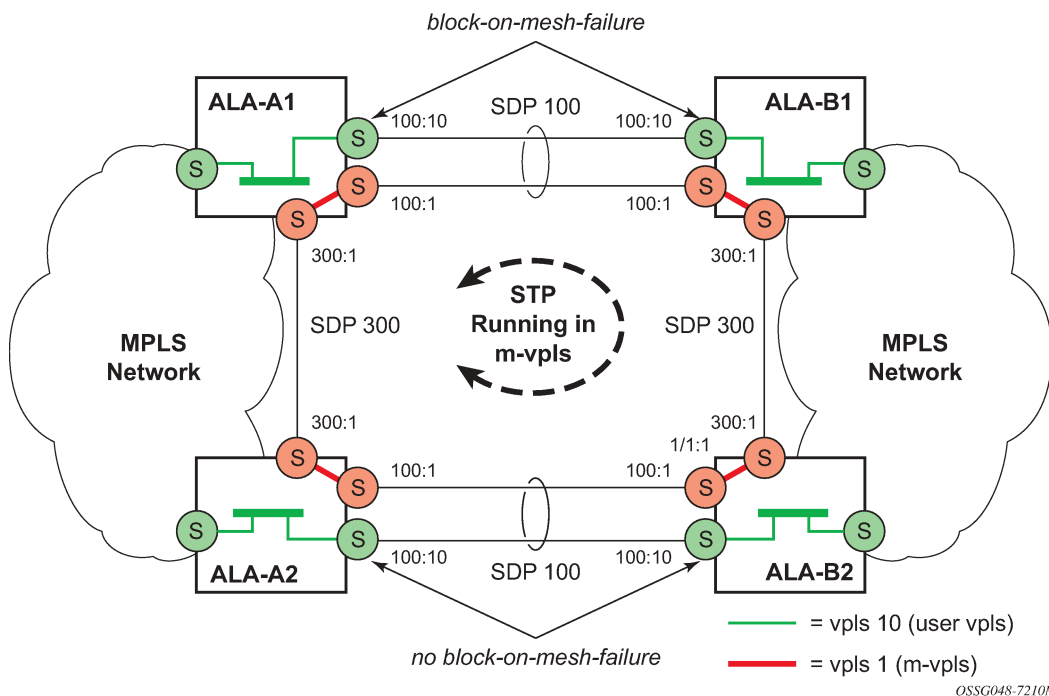 block-on-mesh-failure
ALA-A1
SDP 100
ALA-B1
100:10
100:10
S
S
S
S
S
S
100:1
100:1
S
S
300:1
300:1
STP
Running in
m-vpls
SDP 300
SDP 300
MPLS
Network
MPLS
Network
300:1
300:1
1/1:1
S
S
100:1
100:1
S
S
S
S
S
S
100:10
100:10
SDP 100
ALA-A2
ALA-B2
no block-on-mesh-failure
= vpls 10 (user vpls)
= vpls 1 (m-vpls)
OSSG048-7210M